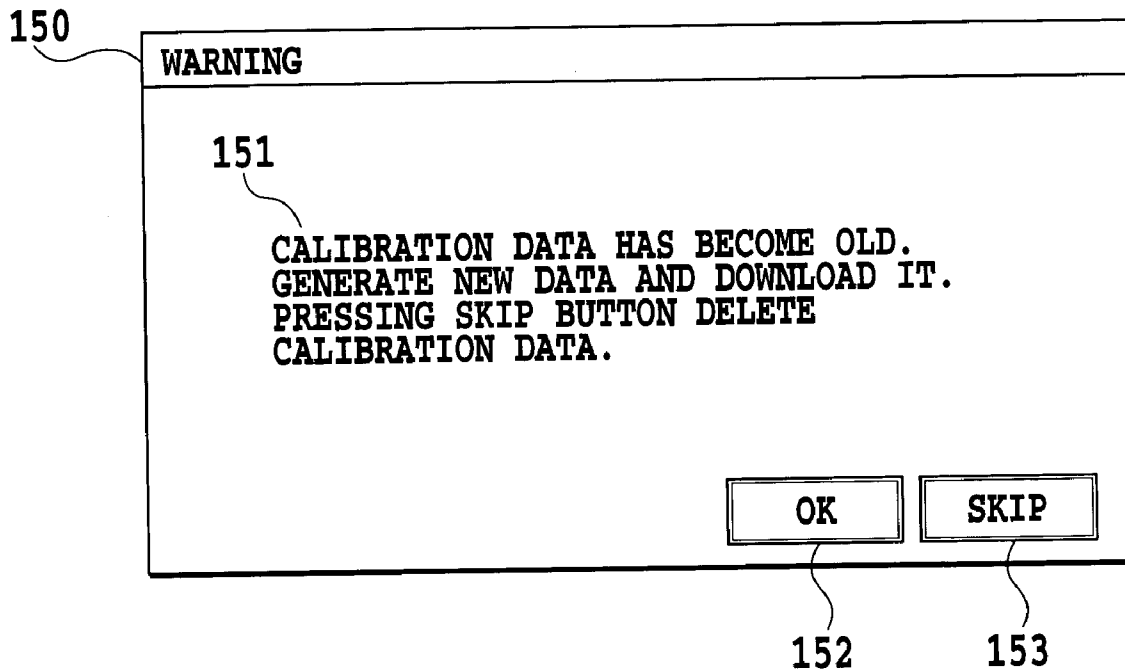 150
WARNING
151
CALIBRATION DATA HAS BECOME OLD.
GENERATE NEW DATA AND DOWNLOAD IT.
PRESSING SKIP BUTTON DELETE
CALIBRATION DATA.
OK
SKIP
152
153